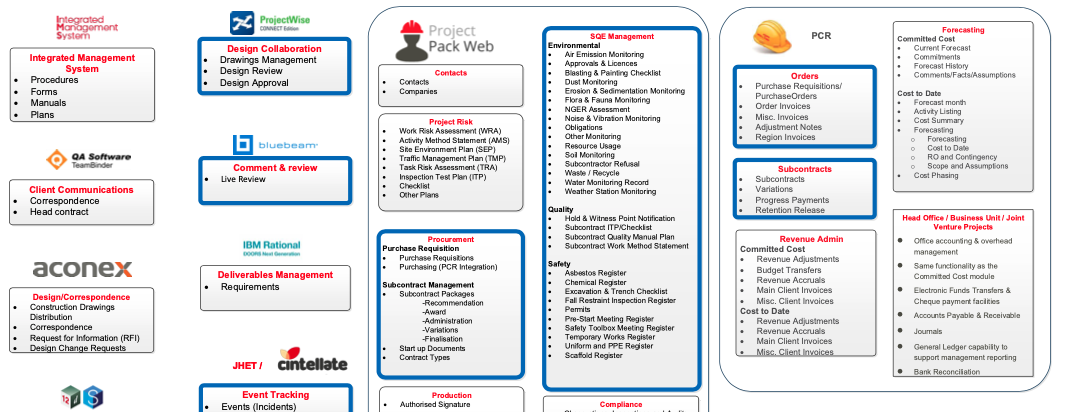 Integrated
Management
System
Integrated Management
System
Procedures
Forms
Manuals
Plans
QA Software
TeamBinder
Client Communications
Correspondence
Head contract
aconex
Design/Correspondence
Construction Drawings
Distribution
Correspondence
Request for Information (RFI)
Design Change Requests
12d
S
ProjectWise
CONNECT Edition
Design Collaboration
Drawings Management
Design Review
Design Approval
bluebeam
Comment & review
Live Review
IBM Rational
DOORS Next Generation
Deliverables Management
Requirements
JHET /
cintellate
Event Tracking
Events (Incidents)
Project
Pack Web
Contacts
Contacts
Companies
Project Risk
Work Risk Assessment (WRA)
Activity Method Statement (AMS)
Site Environment Plan (SEP)
Traffic Management Plan (TMP)
Task Risk Assessment (TRA)
Inspection Test Plan (ITP)
Checklist
Other Plans
Procurement
Purchase Requisition
Purchase Requisitions
Purchasing (PCR Integration)
Subcontract Management
Subcontract Packages
-Recommendation
-Award
-Administration
-Variations
-Finalisation
Start up Documents
Contract Types
Production
Authorised Signature
SQE Management
Environmental
Air Emission Monitoring
Approvals & Licences
Blasting & Painting Checklist
Dust Monitoring
Erosion & Sedimentation Monitoring
Flora & Fauna Monitoring
NGER Assessment
Noise & Vibration Monitoring
Obligations
Other Monitoring
Resource Usage
Soil Monitoring
Subcontractor Refusal
Waste / Recycle
Water Monitoring Record
Weather Station Monitoring
Quality
Hold & Witness Point Notification
Subcontract ITP/Checklist
Subcontract Quality Manual Plan
Subcontract Work Method Statement
Safety
Asbestos Register
Chemical Register
Excavation & Trench Checklist
Fall Restraint Inspection Register
Permits
Pre-Start Meeting Register
Safety Toolbox Meeting Register
Temporary Works Register
Uniform and PPE Register
Scaffold Register
Compliance
PCR
Orders
Purchase Requisitions/
PurchaseOrders
Order Invoices
Misc. Invoices
Adjustment Notes
Region Invoices
Subcontracts
Subcontracts
Variations
Progress Payments
Retention Release
Revenue Admin
Committed Cost
Revenue Adjustments
Budget Transfers
Revenue Accruals
Main Client Invoices
Misc. Client Invoices
Cost to Date
Revenue Adjustments
Revenue Accruals
Main Client Invoices
Misc. Client Invoices
Forecasting
Committed Cost
Current Forecast
Commitments
Forecast History
Comments/Facts/Assumptions
Cost to Date
Forecast month
Activity Listing
Cost Summary
Forecasting
Forecasting
Cost to Date
RO and Contingency
Scope and Assumptions
Cost Phasing
Head Office / Business Unit / Joint
Venture Projects
Office accounting & overhead
management
Same functionality as the
Committed Cost module
Electronic Funds Transfers &
Cheque payment facilities
Accounts Payable & Receivable
Journals
General Ledger capability to
support management reporting
Bank Reconciliation